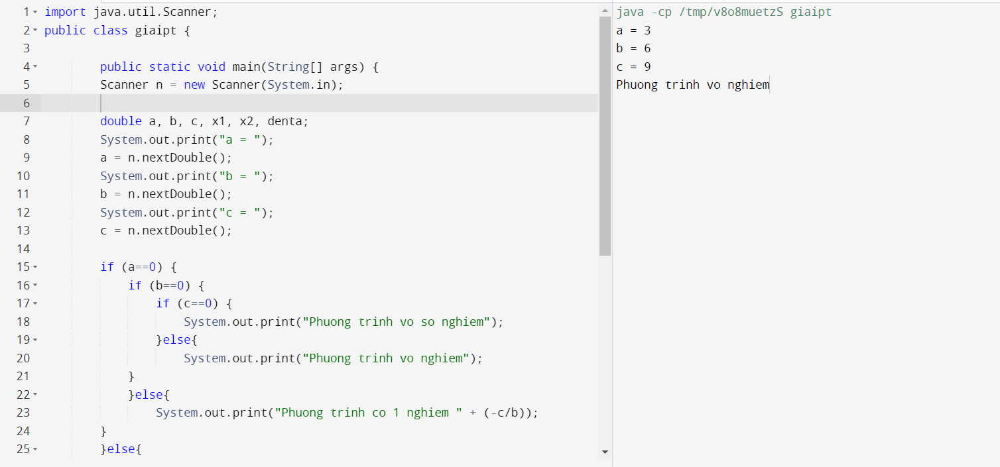 1 import java.util.Scanner;
2 public class giaipt {
3
4 public static void main(String[] args) {
5 Scanner n = new Scanner(System.in);
6
7 double a, b, c, x1, x2, denta;
8 System.out.print("a = ");
9 a = n.nextDouble();
10 System.out.print("b = ");
11 b = n.nextDouble();
12 System.out.print("c = ");
13 c = n.nextDouble();
14
15 if (a==0) {
16 if (b==0) {
17 if (c==0) {
18 System.out.print("Phuong trinh vo so nghiem");
19 }else{
20 System.out.print("Phuong trinh vo nghiem");
21 }
22 }else{
23 System.out.print("Phuong trinh co 1 nghiem " + (-c/b));
24 }
25 }else{
java -cp /tmp/v8o8muetzS giaipt
a = 3
b = 6
c = 9
Phuong trinh vo nghiem